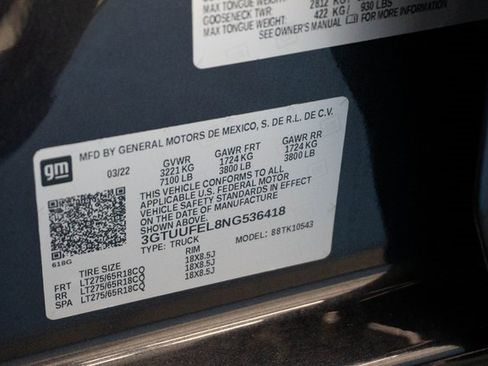 MAX TONGUE WEIGHT:
2812 KG/
GOOSENECK TWR:
MAX TONGUE WEIGHT: 422 KG/ 930 LBS
SEE OWNER'S MANUAL FOR MORE INFORMATION
gm
MFD BY GENERAL MOTORS DE MEXICO, S. DE R.L. DE C.V.
03/22 GVWR GAWR FRT GAWR RR
3221 KG 1724 KG 1724 KG
7100 LB 3800 LB 3800 LB
THIS VEHICLE CONFORMS TO ALL
APPLICABLE U.S. FEDERAL MOTOR
VEHICLE SAFETY STANDARDS IN EFFECT
ON THE DATE OF MANUFACTURE
SHOWN ABOVE.
3GTUUFEL8NG536418
TYPE: TRUCK 88TK10543
618G
TIRE SIZE RIM
FRT LT275/65R18CQ 18X8.5J
RR LT275/65R18CQ 18X8.5J
SPA LT275/65R18CQ 18X8.5J